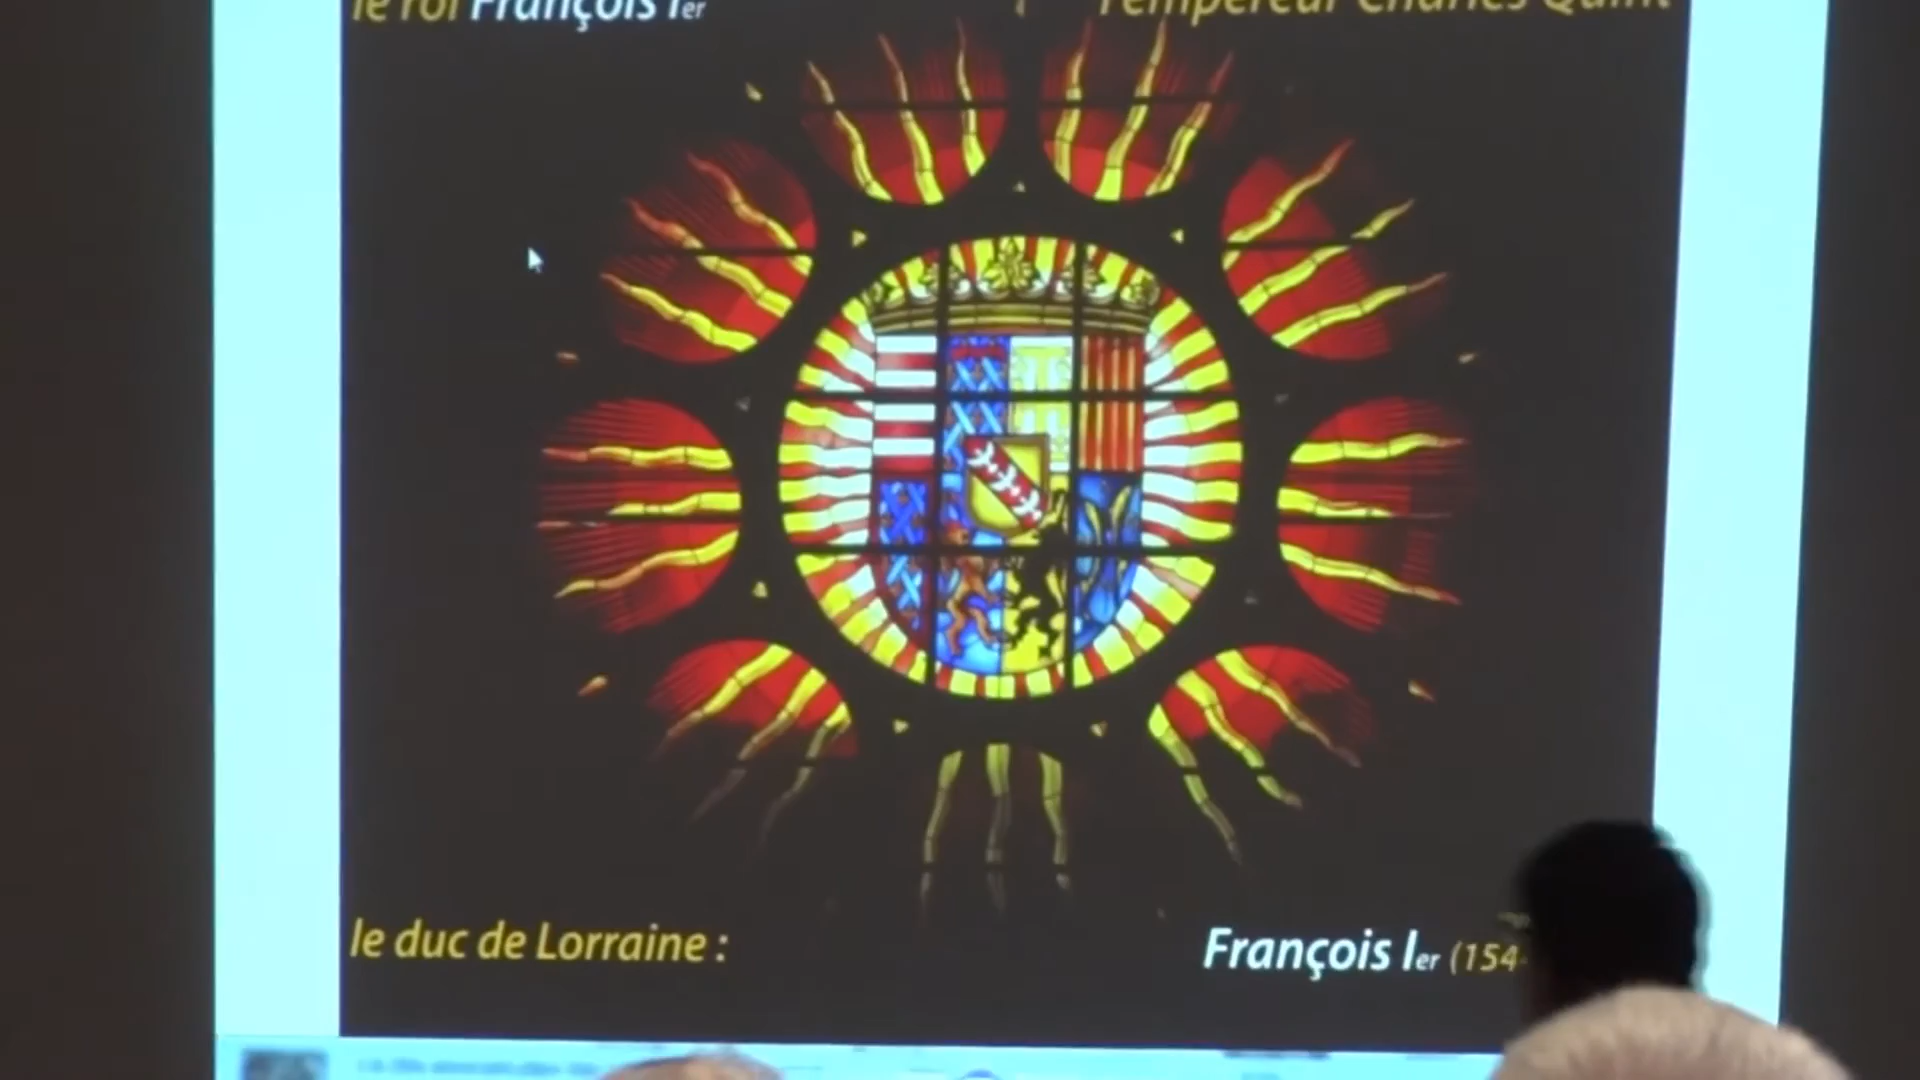 le roi François Ier
l'empereur Charles Quint
le duc de Lorraine :
François Ier (154